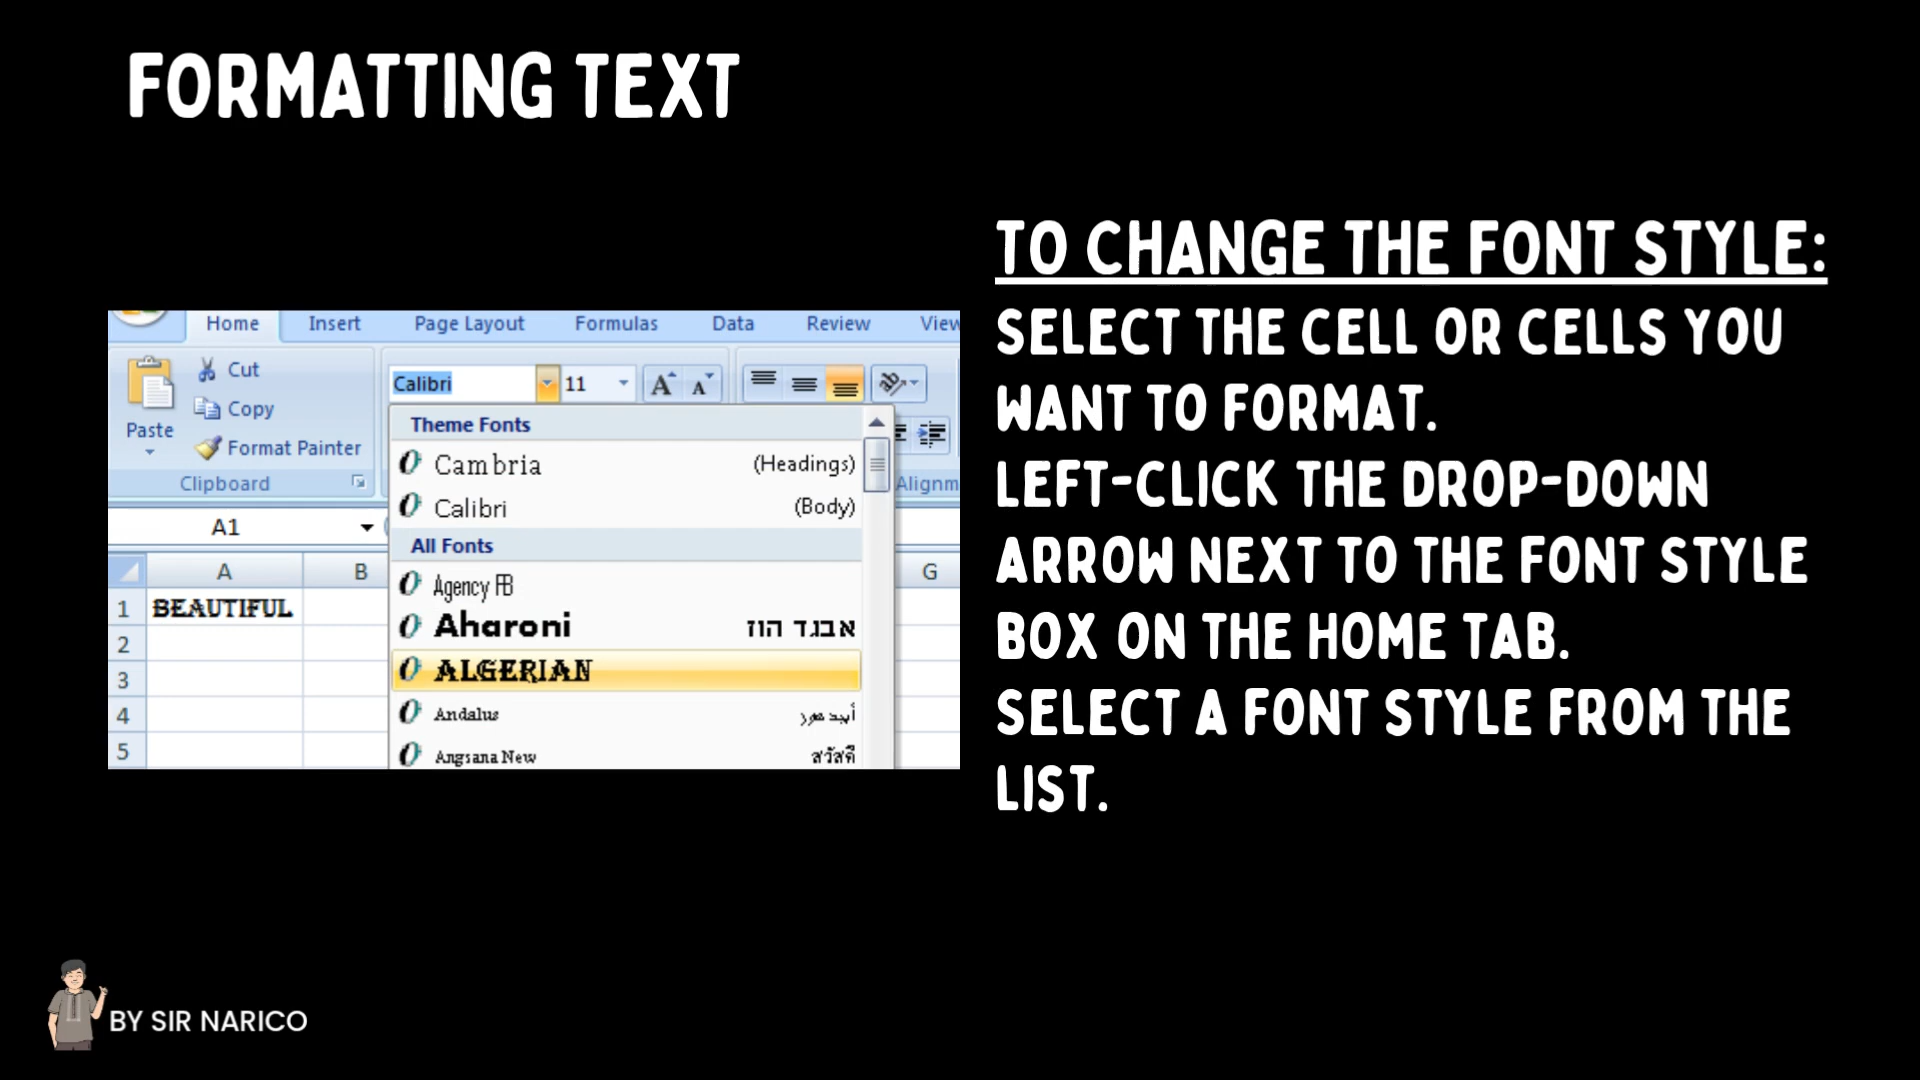 FORMATTING TEXT
TO CHANGE THE FONT STYLE:
SELECT THE CELL OR CELLS YOU
WANT TO FORMAT.
LEFT-CLICK THE DROP-DOWN
ARROW NEXT TO THE FONT STYLE
BOX ON THE HOME TAB.
SELECT A FONT STYLE FROM THE
LIST.
Home Insert Page Layout Formulas Data Review View
Cut
Copy
Paste
Format Painter
Clipboard
Calibri 11
Alignm
Theme Fonts
Cambria (Headings)
Calibri (Body)
All Fonts
Agency FB
Aharoni אבגד הוז
ALGERIAN
Andalus أبجد هوز
Angsana New สวัสดี
A1
A B G
1 BEAUTIFUL
2
3
4
5
BY SIR NARICO